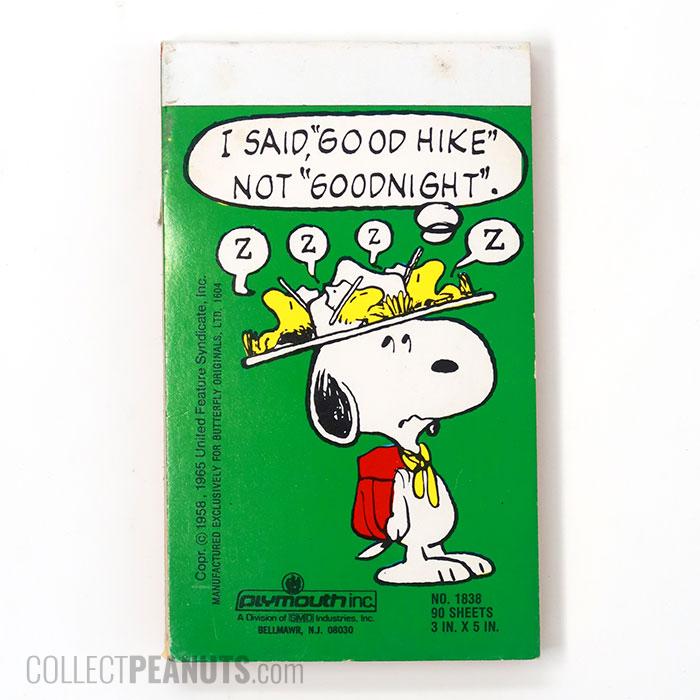 I SAID, "GOOD HIKE"
NOT "GOODNIGHT".
Z Z Z Z
Copr. © 1958, 1965 United Feature Syndicate, Inc.
MANUFACTURED EXCLUSIVELY FOR BUTTERFLY ORIGINALS, LTD. 1604
plymouth inc.
A Division of GMD Industries, Inc.
BELLMAWR, N.J. 08030
NO. 1838
90 SHEETS
3 IN. X 5 IN.
COLLECTPEANUTS.com